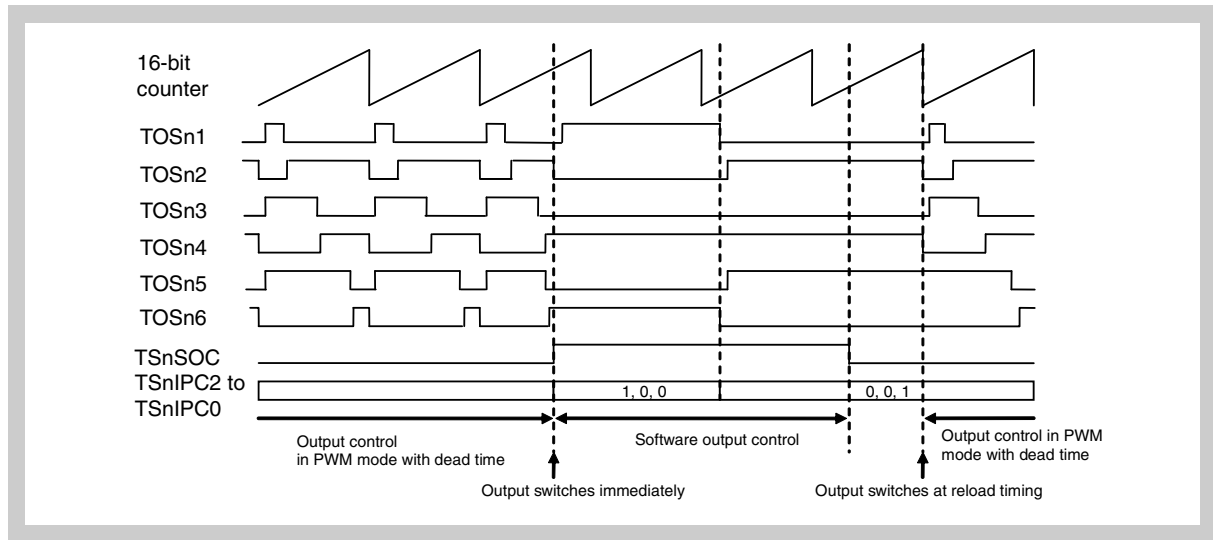 16-bit
counter
TOSn1
TOSn2
TOSn3
TOSn4
TOSn5
TOSn6
TSnSOC
TSnIPC2 to
TSnIPC0
1, 0, 0
0, 0, 1
Output control
in PWM mode with dead time
Software output control
Output control in PWM
mode with dead time
Output switches immediately
Output switches at reload timing